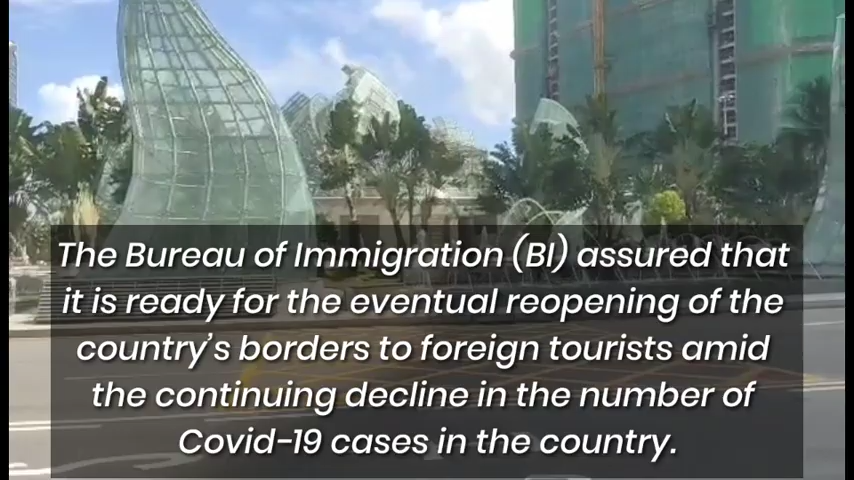 The Bureau of Immigration (BI) assured that
it is ready for the eventual reopening of the
country's borders to foreign tourists amid
the continuing decline in the number of
Covid-19 cases in the country.